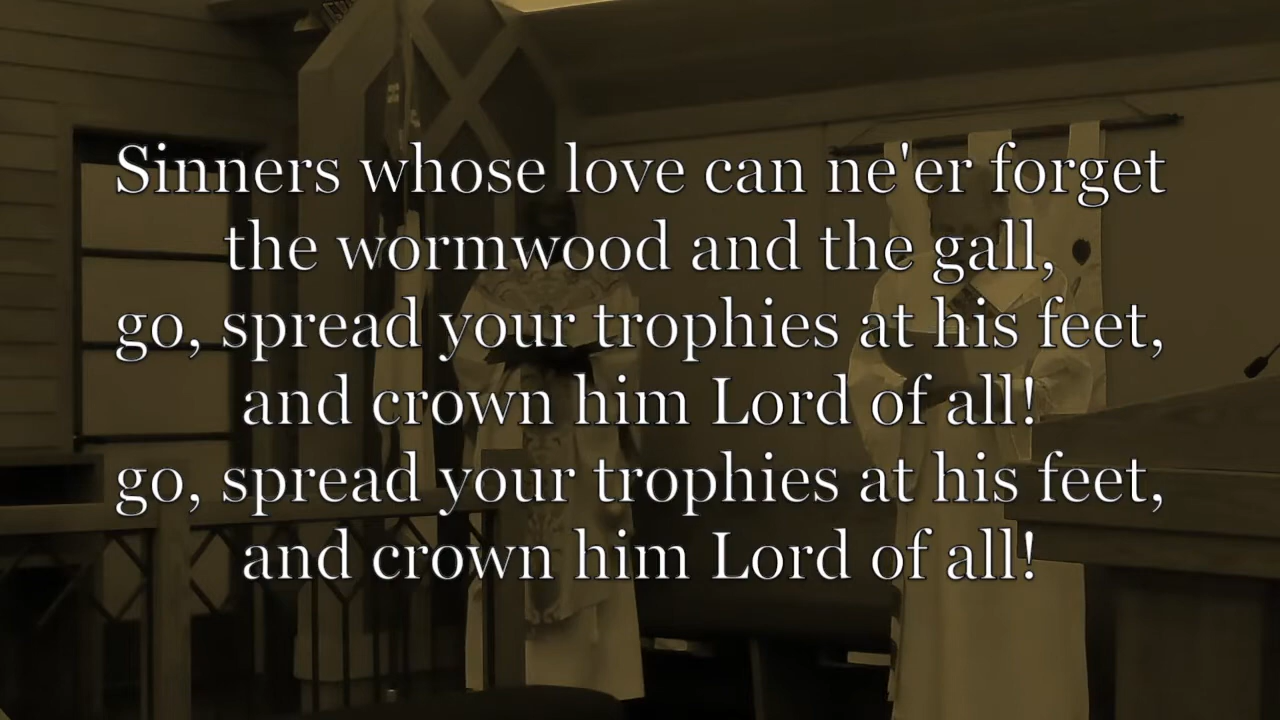 Sinners whose love can ne'er forget
the wormwood and the gall,
go, spread your trophies at his feet,
and crown him Lord of all!
go, spread your trophies at his feet,
and crown him Lord of all!